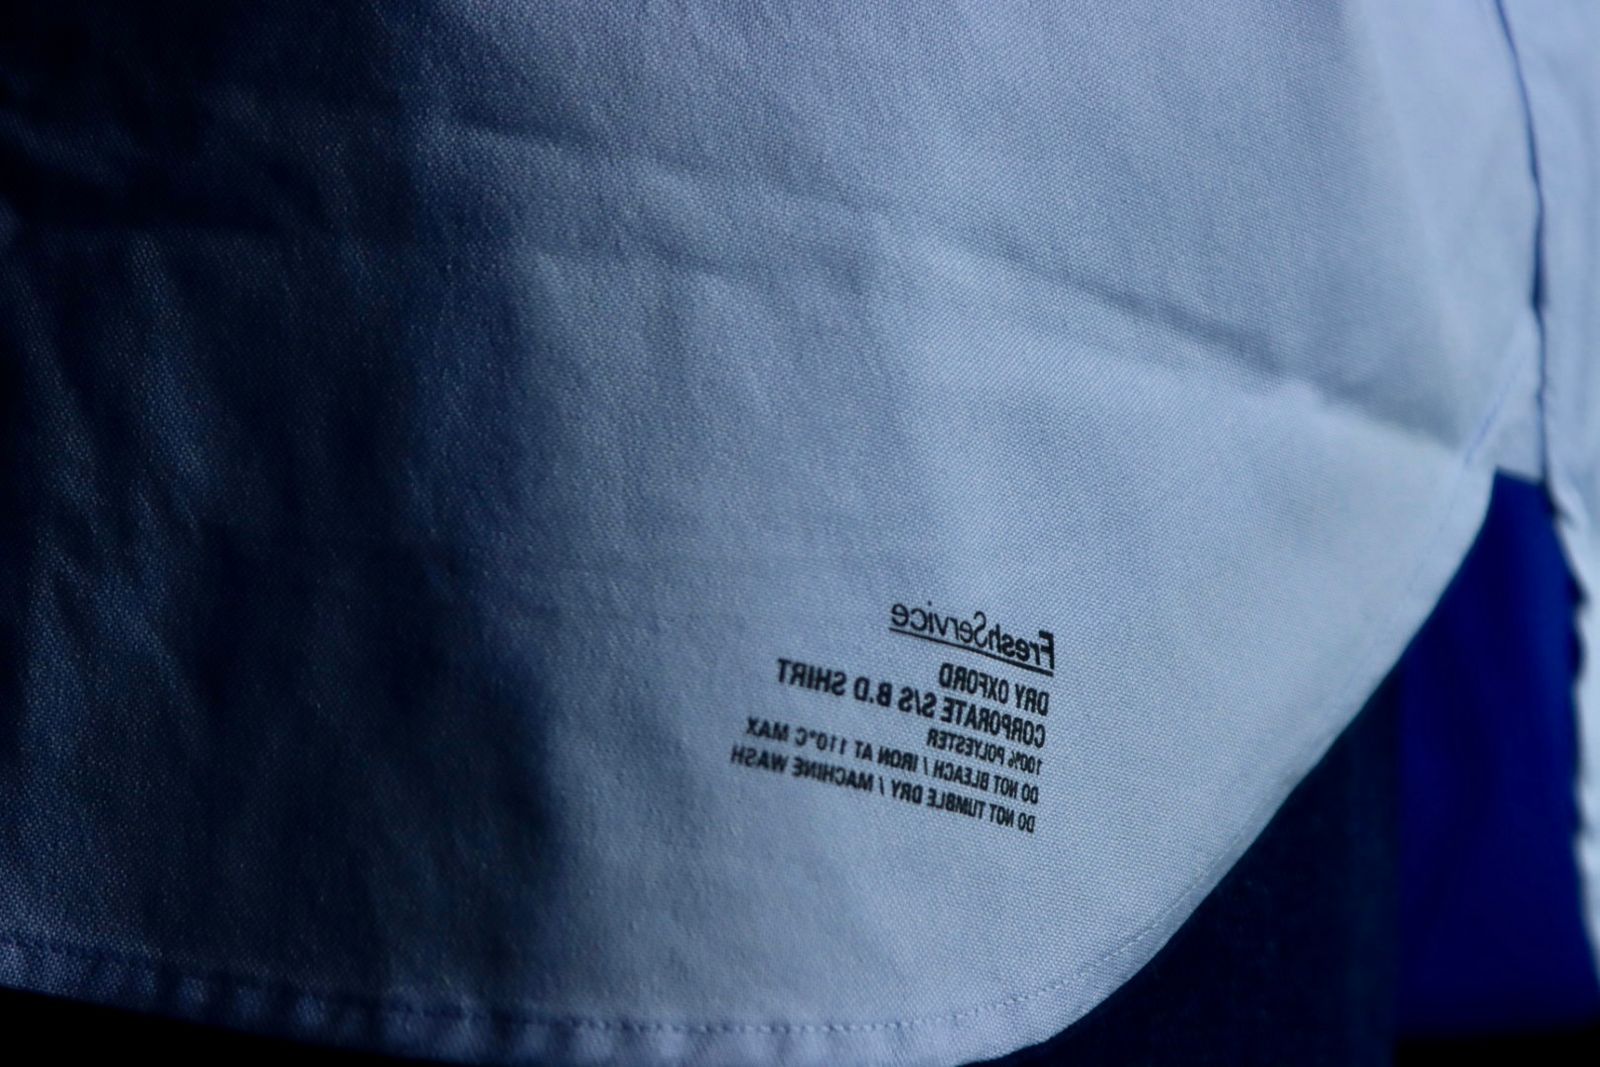 FreshService
DRY OXFORD
CORPORATE S/S B.D SHIRT
100% POLYESTER
DO NOT BLEACH / IRON AT 110°C MAX
DO NOT TUMBLE DRY / MACHINE WASH